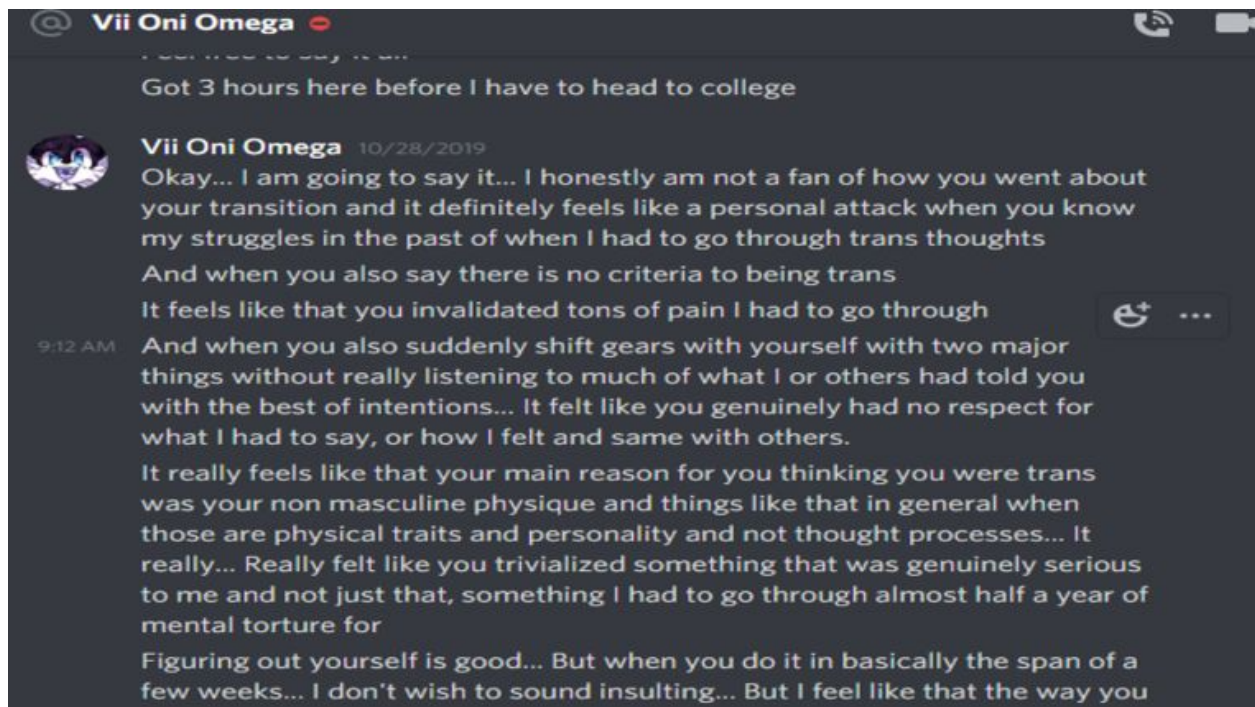 @ Vii Oni Omega
Feel free to say it all
Got 3 hours here before I have to head to college
Vii Oni Omega 10/28/2019
Okay... I am going to say it... I honestly am not a fan of how you went about
your transition and it definitely feels like a personal attack when you know
my struggles in the past of when I had to go through trans thoughts
And when you also say there is no criteria to being trans
It feels like that you invalidated tons of pain I had to go through
9:12 AM And when you also suddenly shift gears with yourself with two major
things without really listening to much of what I or others had told you
with the best of intentions... It felt like you genuinely had no respect for
what I had to say, or how I felt and same with others.
It really feels like that your main reason for you thinking you were trans
was your non masculine physique and things like that in general when
those are physical traits and personality and not thought processes... It
really... Really felt like you trivialized something that was genuinely serious
to me and not just that, something I had to go through almost half a year of
mental torture for
Figuring out yourself is good... But when you do it in basically the span of a
few weeks... I don't wish to sound insulting... But I feel like that the way you